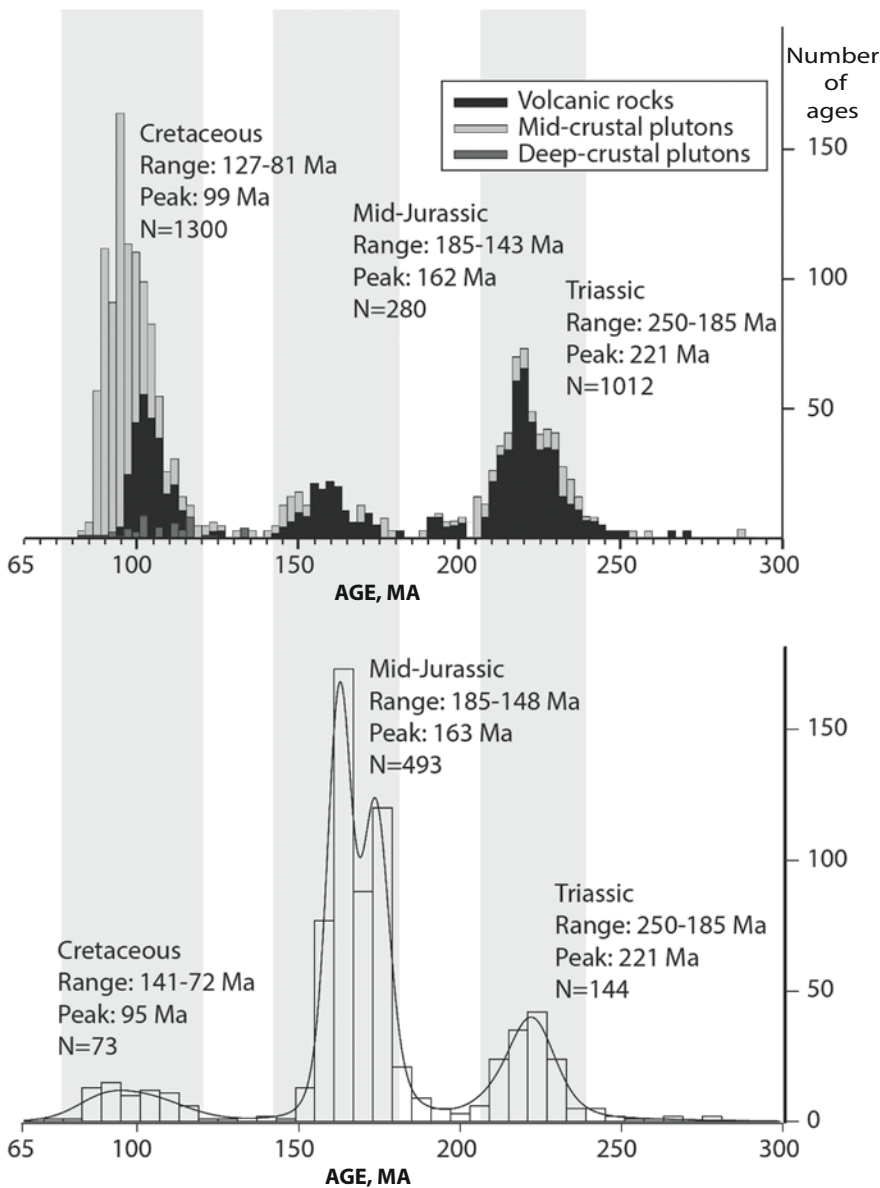 Number
of
ages
Volcanic rocks
Mid-crustal plutons
Deep-crustal plutons
Cretaceous
Range: 127-81 Ma
Peak: 99 Ma
N=1300
Mid-Jurassic
Range: 185-143 Ma
Peak: 162 Ma
N=280
Triassic
Range: 250-185 Ma
Peak: 221 Ma
N=1012
150
100
50
65 100 150 200 250 300
AGE, MA
Mid-Jurassic
Range: 185-148 Ma
Peak: 163 Ma
N=493
Triassic
Range: 250-185 Ma
Peak: 221 Ma
N=144
Cretaceous
Range: 141-72 Ma
Peak: 95 Ma
N=73
150
100
50
0
65 100 150 200 250 300
AGE, MA